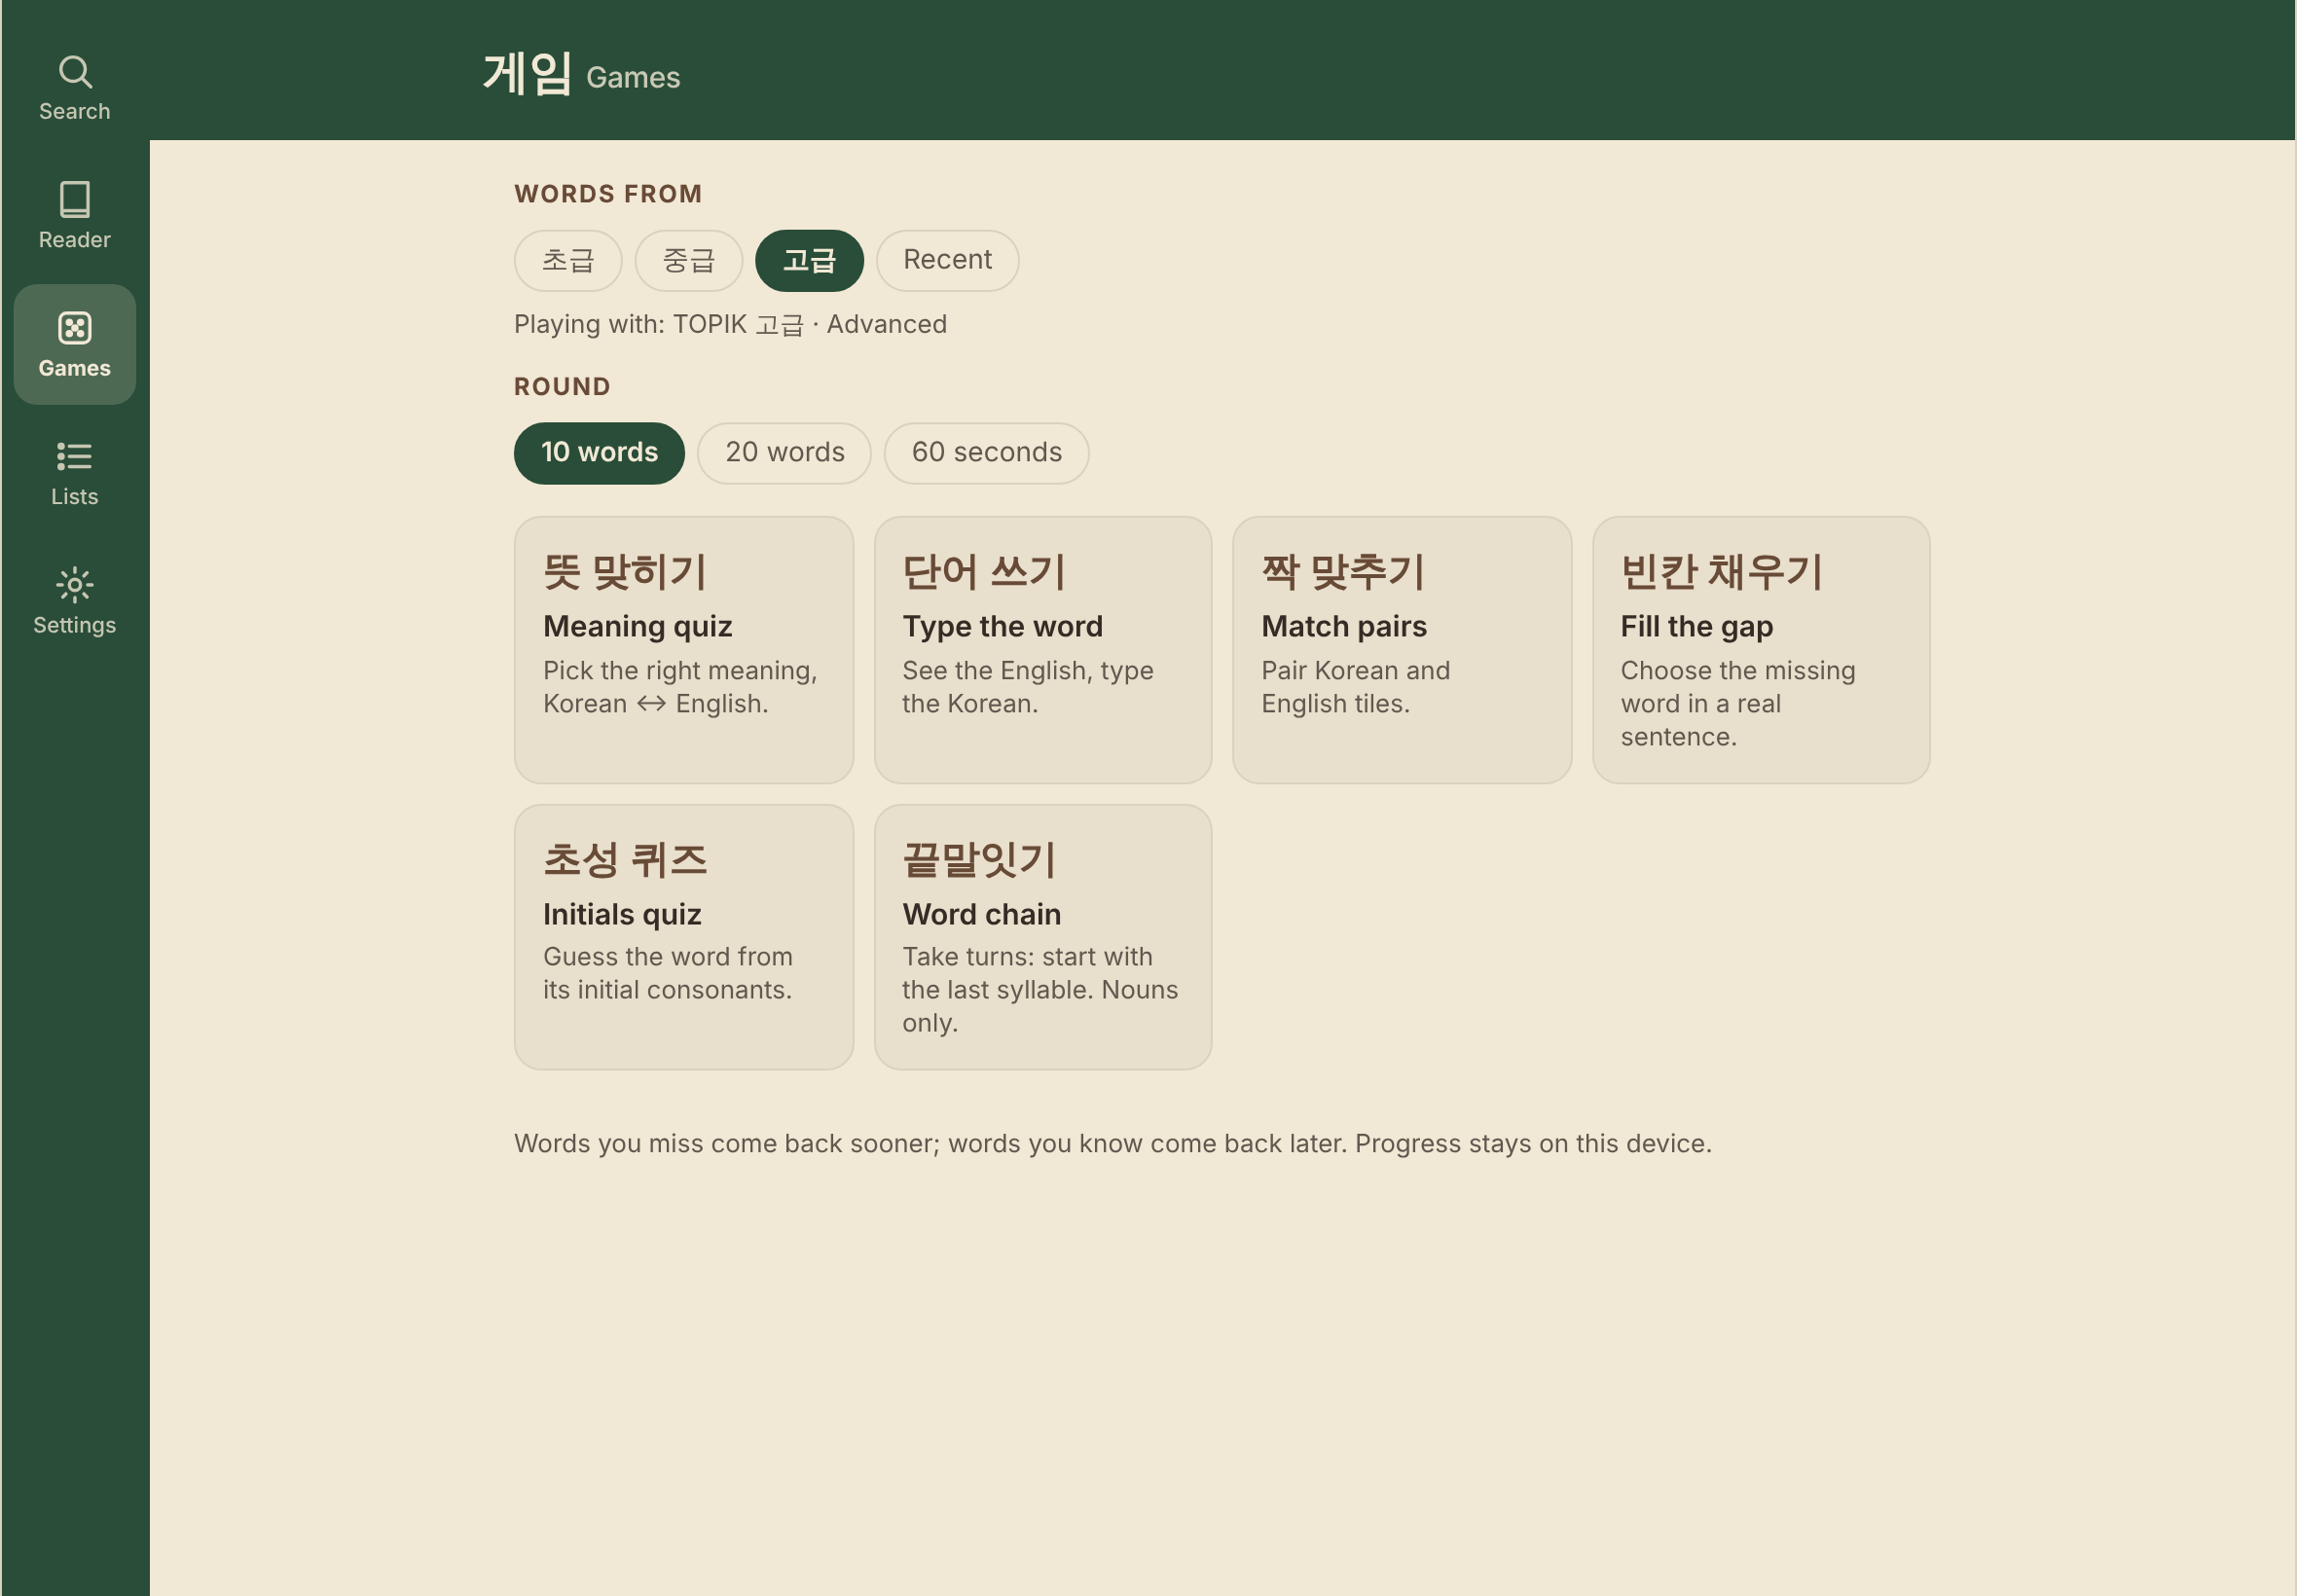 게임 Games
Search
Reader
Games
Lists
Settings
WORDS FROM
초급 중급 고급 Recent
Playing with: TOPIK 고급 · Advanced
ROUND
10 words 20 words 60 seconds
뜻 맞히기
Meaning quiz
Pick the right meaning,
Korean ↔ English.
단어 쓰기
Type the word
See the English, type
the Korean.
짝 맞추기
Match pairs
Pair Korean and
English tiles.
빈칸 채우기
Fill the gap
Choose the missing
word in a real
sentence.
초성 퀴즈
Initials quiz
Guess the word from
its initial consonants.
끝말잇기
Word chain
Take turns: start with
the last syllable. Nouns
only.
Words you miss come back sooner; words you know come back later. Progress stays on this device.